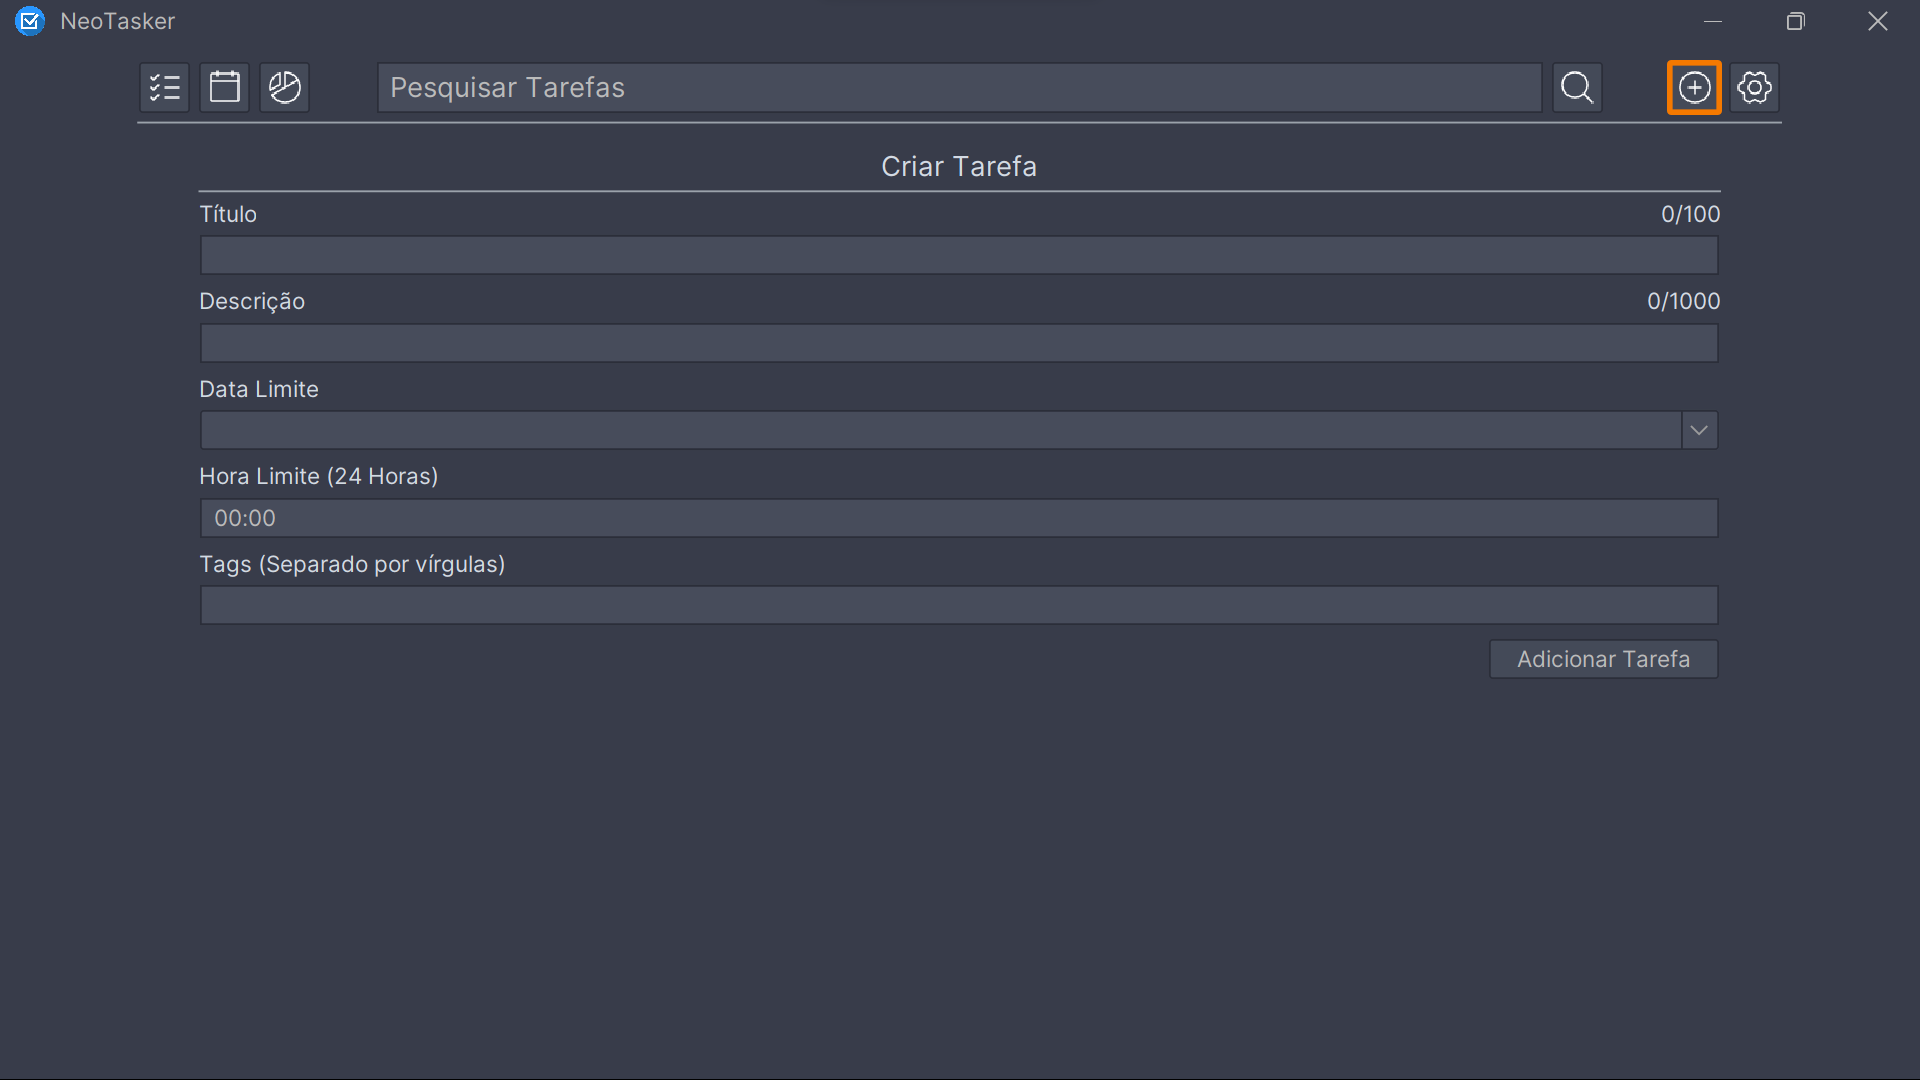 NeoTasker
Pesquisar Tarefas
Criar Tarefa
Título 0/100
Descrição 0/1000
Data Limite
Hora Limite (24 Horas)
00:00
Tags (Separado por vírgulas)
Adicionar Tarefa